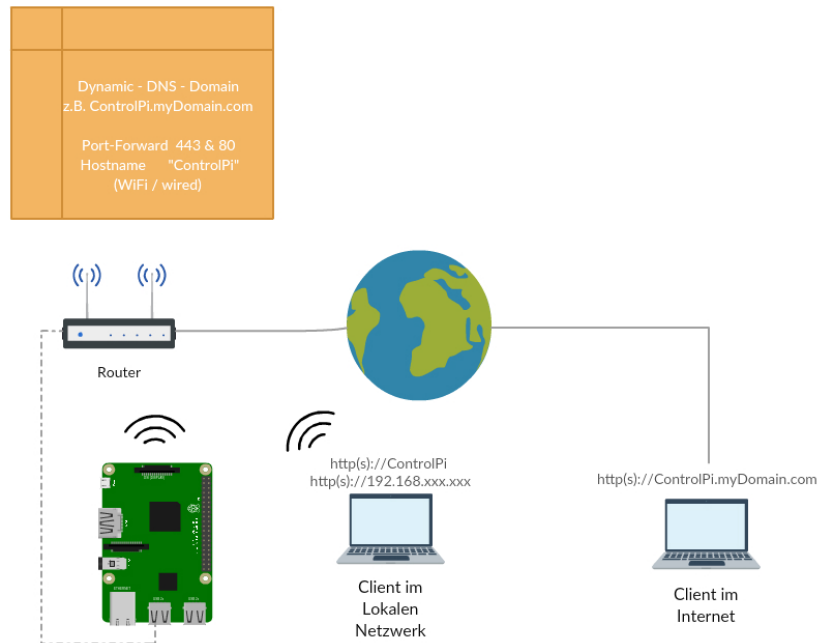 Dynamic - DNS - Domain
z.B. ControlPi.myDomain.com
Port-Forward 443 & 80
Hostname "ControlPi"
(WiFi / wired)
Router
http(s)://ControlPi
http(s)://192.168.xxx.xxx
http(s)://ControlPi.myDomain.com
Client im
Lokalen
Netzwerk
Client im
Internet
ETHERNET